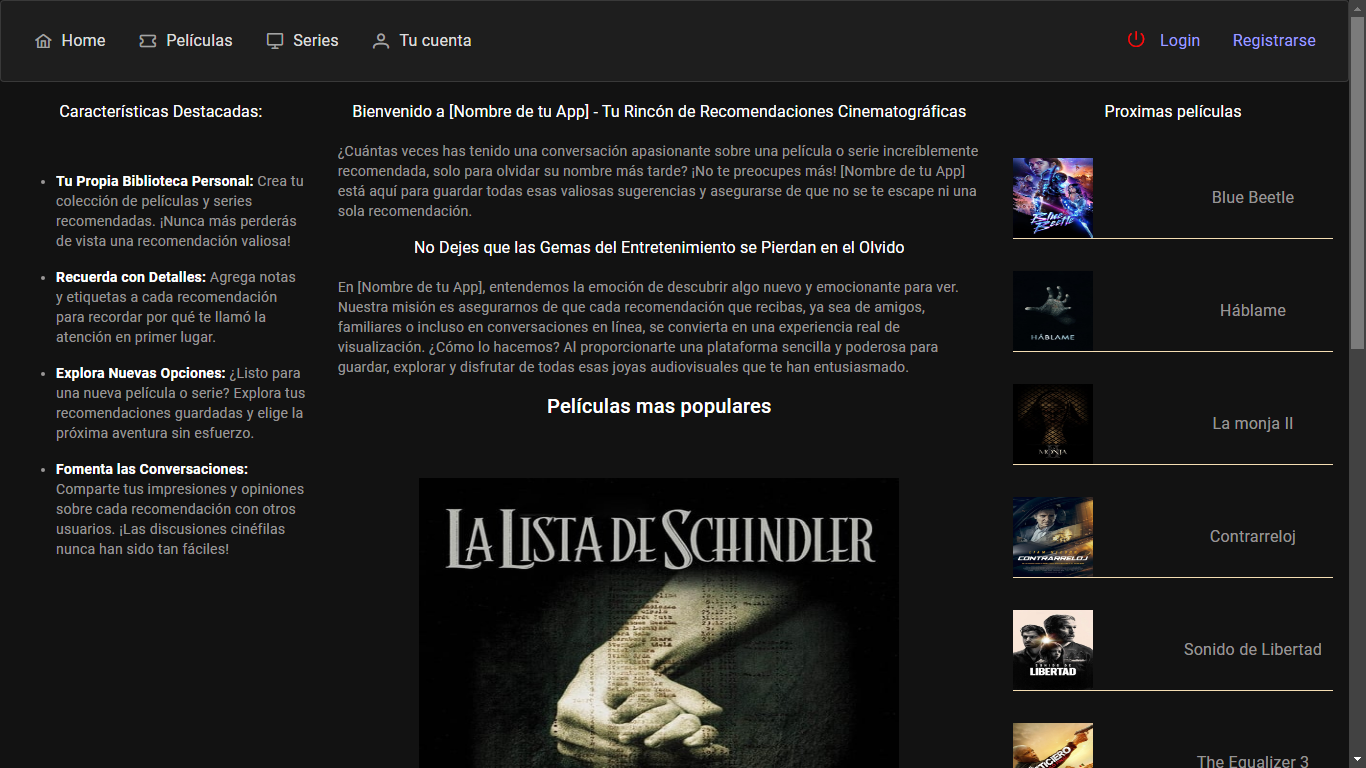 Home
Películas
Series
Tu cuenta
Login
Registrarse
Características Destacadas:
Tu Propia Biblioteca Personal: Crea tu
colección de películas y series
recomendadas. ¡Nunca más perderás
de vista una recomendación valiosa!
Recuerda con Detalles: Agrega notas
y etiquetas a cada recomendación
para recordar por qué te llamó la
atención en primer lugar.
Explora Nuevas Opciones: ¿Listo para
una nueva película o serie? Explora tus
recomendaciones guardadas y elige la
próxima aventura sin esfuerzo.
Fomenta las Conversaciones:
Comparte tus impresiones y opiniones
sobre cada recomendación con otros
usuarios. ¡Las discusiones cinéfilas
nunca han sido tan fáciles!
Bienvenido a [Nombre de tu App] - Tu Rincón de Recomendaciones Cinematográficas
¿Cuántas veces has tenido una conversación apasionante sobre una película o serie increíblemente
recomendada, solo para olvidar su nombre más tarde? ¡No te preocupes más! [Nombre de tu App]
está aquí para guardar todas esas valiosas sugerencias y asegurarse de que no se te escape ni una
sola recomendación.
No Dejes que las Gemas del Entretenimiento se Pierdan en el Olvido
En [Nombre de tu App], entendemos la emoción de descubrir algo nuevo y emocionante para ver.
Nuestra misión es asegurarnos de que cada recomendación que recibas, ya sea de amigos,
familiares o incluso en conversaciones en línea, se convierta en una experiencia real de
visualización. ¿Cómo lo hacemos? Al proporcionarte una plataforma sencilla y poderosa para
guardar, explorar y disfrutar de todas esas joyas audiovisuales que te han entusiasmado.
Películas mas populares
LA LISTA DE SCHINDLER
Proximas películas
Blue Beetle
Blue Beetle
HÁBLAME
Háblame
MONJA
La monja II
CONTRARRELOJ
Contrarreloj
SONIDO DE
LIBERTAD
Sonido de Libertad
The Equalizer 3